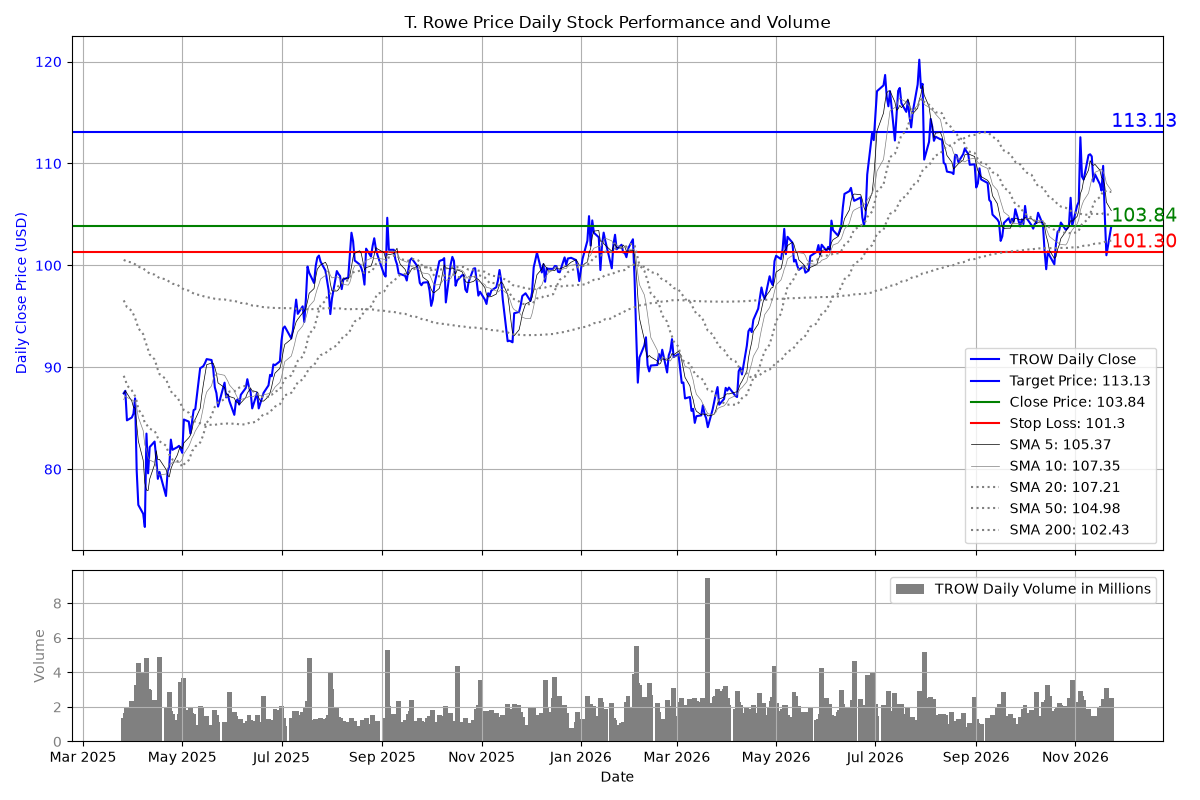 T. Rowe Price Daily Stock Performance and Volume
Daily Close Price (USD)
120
110
100
90
80
113.13
103.84
101.30
TROW Daily Close
Target Price: 113.13
Close Price: 103.84
Stop Loss: 101.3
SMA 5: 105.37
SMA 10: 107.35
SMA 20: 107.21
SMA 50: 104.98
SMA 200: 102.43
Volume
8
6
4
2
0
TROW Daily Volume in Millions
Mar 2025 May 2025 Jul 2025 Sep 2025 Nov 2025 Jan 2026 Mar 2026 May 2026 Jul 2026 Sep 2026 Nov 2026
Date